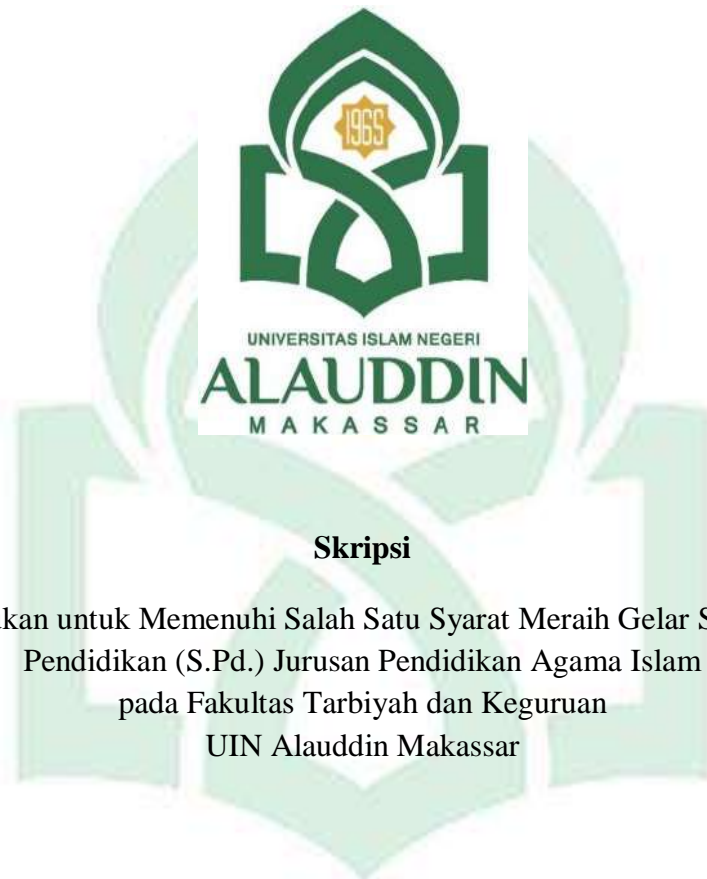 1965
UNIVERSITAS ISLAM NEGERI
ALAUDDIN
MAKASSAR
Skripsi
kan untuk Memenuhi Salah Satu Syarat Meraih Gelar S
Pendidikan (S.Pd.) Jurusan Pendidikan Agama Islam
pada Fakultas Tarbiyah dan Keguruan
UIN Alauddin Makassar